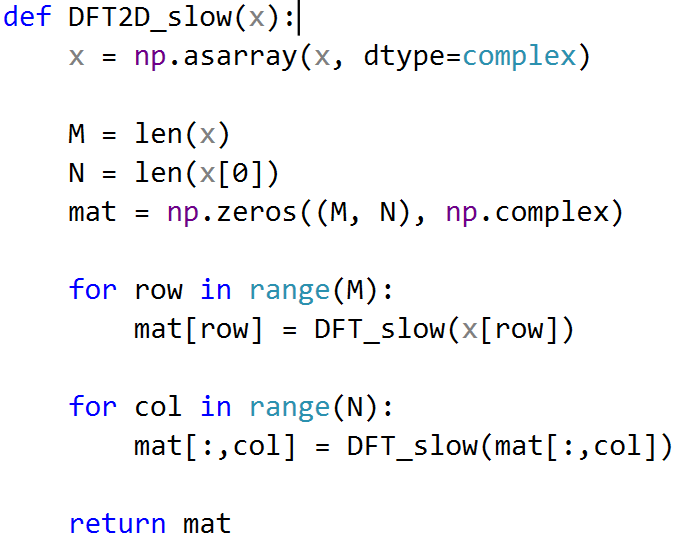 def DFT2D_slow(x):
    x = np.asarray(x, dtype=complex)

    M = len(x)
    N = len(x[0])
    mat = np.zeros((M, N), np.complex)

    for row in range(M):
        mat[row] = DFT_slow(x[row])

    for col in range(N):
        mat[:,col] = DFT_slow(mat[:,col])

    return mat